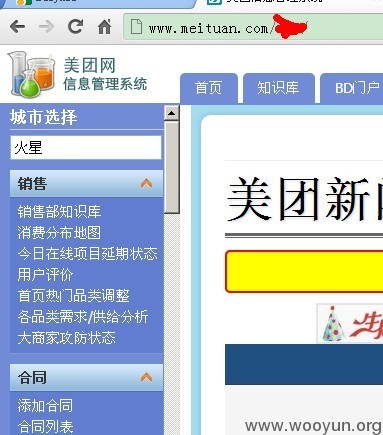 www.meituan.com/
美团网
信息管理系统
首页 知识库 BD门户
城市选择
火星
销售
销售部知识库
消费分布地图
今日在线项目延期状态
用户评价
首页热门品类调整
各品类需求/供给分析
大商家攻防状态
合同
添加合同
合同列表
美团新
www.wooyun.org